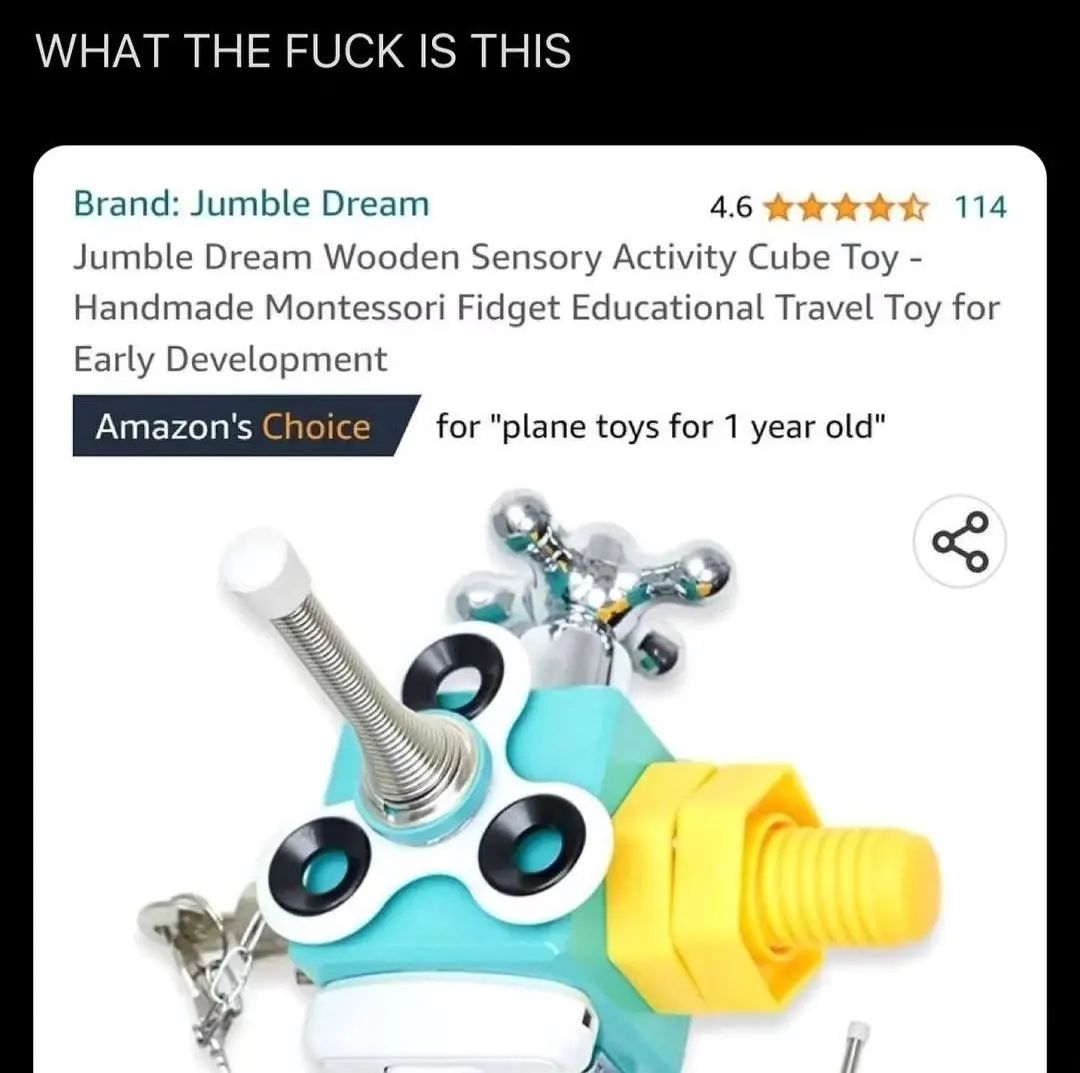 WHAT THE FUCK IS THIS
Brand: Jumble Dream 4.6 114
Jumble Dream Wooden Sensory Activity Cube Toy -
Handmade Montessori Fidget Educational Travel Toy for
Early Development
Amazon's Choice for "plane toys for 1 year old"